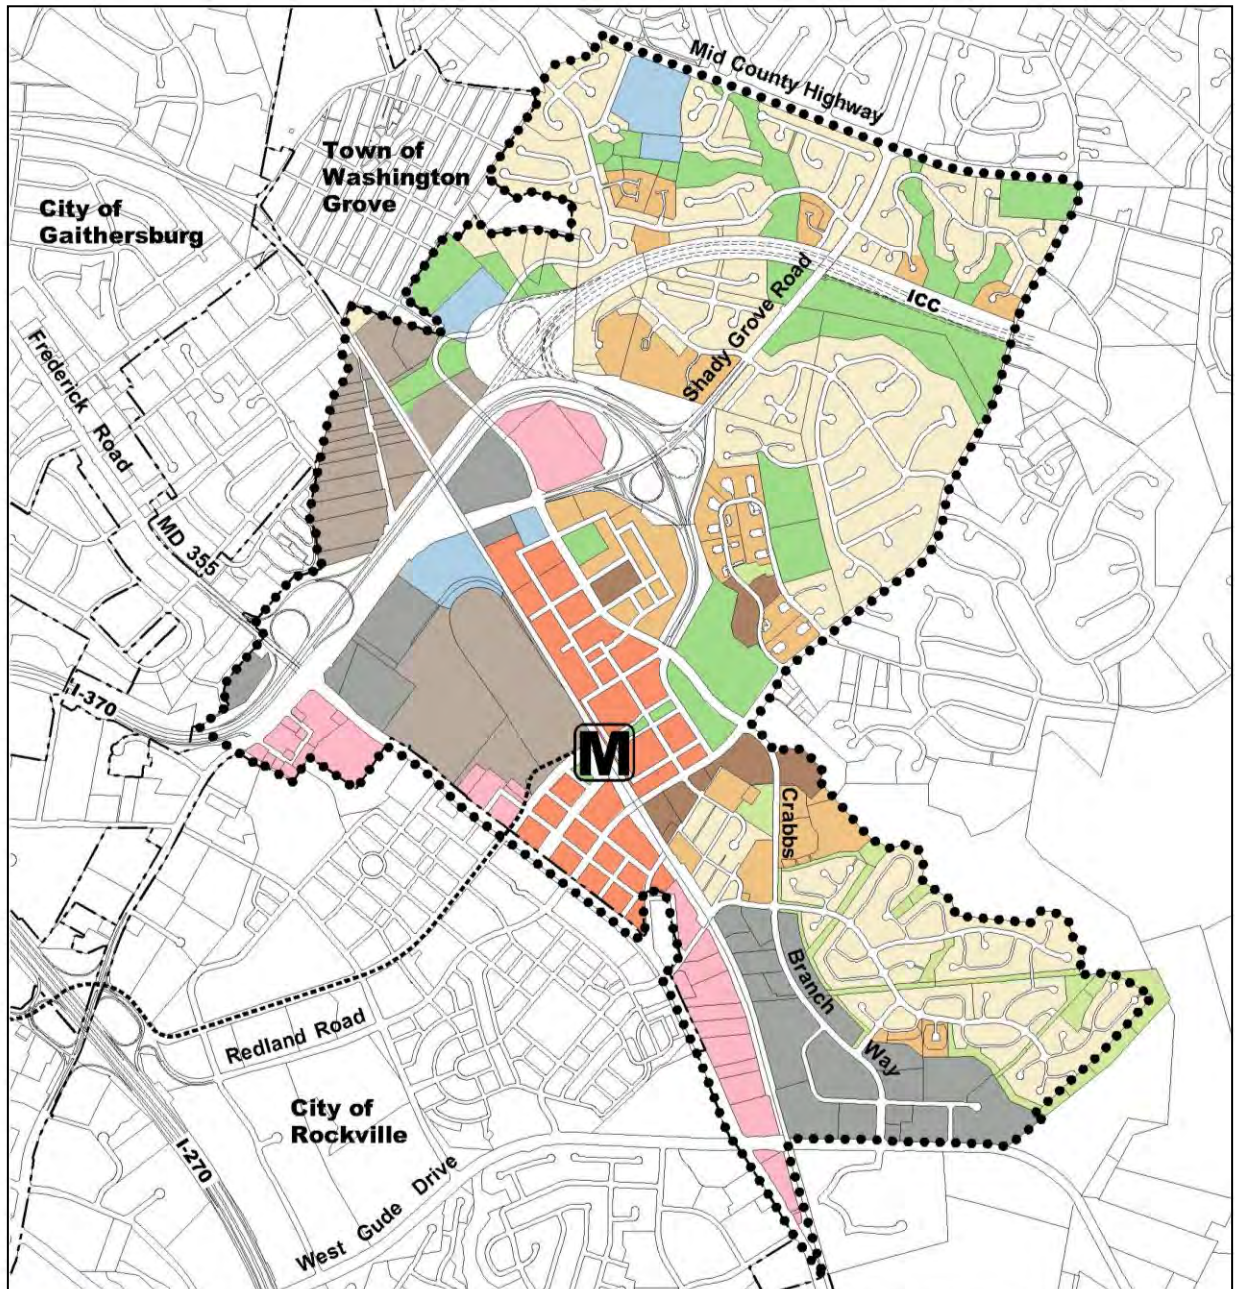 Mid County Highway
Town of
Washington
Grove
City of
Gaithersburg
Shady Grove Road
ICC
Frederick
Road
MD 355
I-370
M
Crabbs
Branch
Way
Redland Road
City of
Rockville
I-270
West Gude Drive